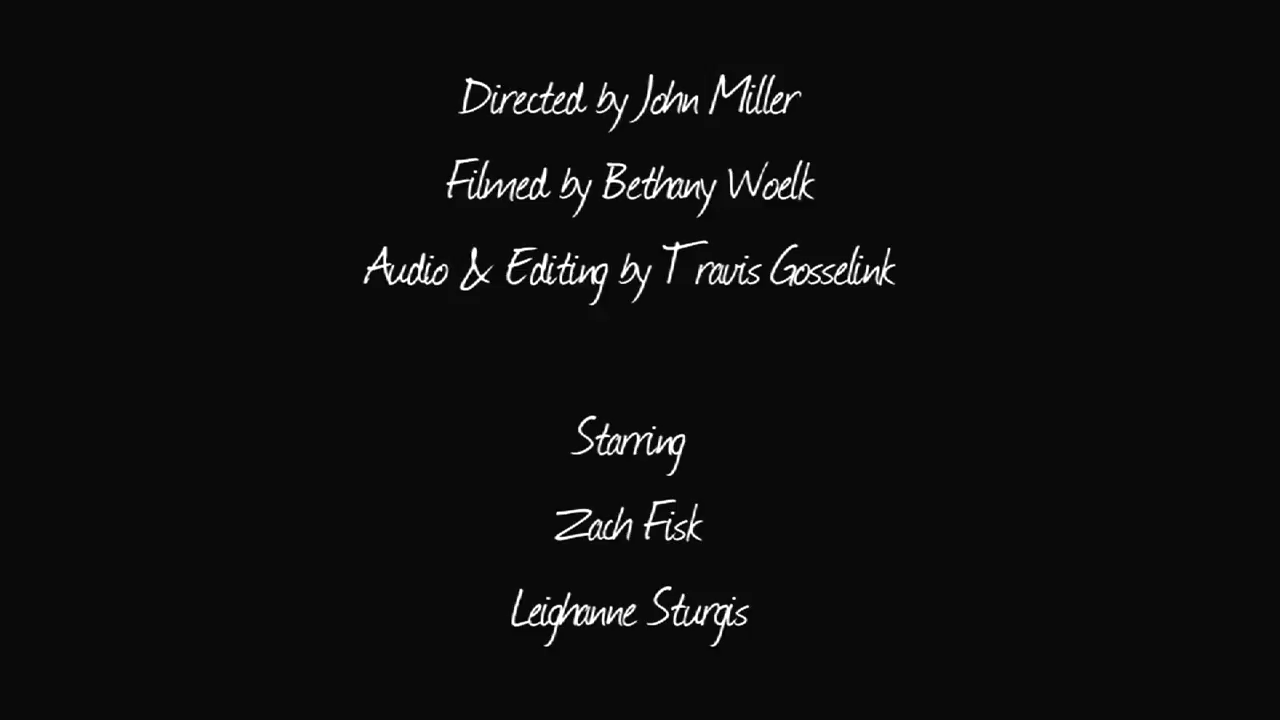 Directed by John Miller
Filmed by Bethany Woelk
Audio & Editing by Travis Gosselink
Starring
Zach Fisk
Leighanne Sturgis